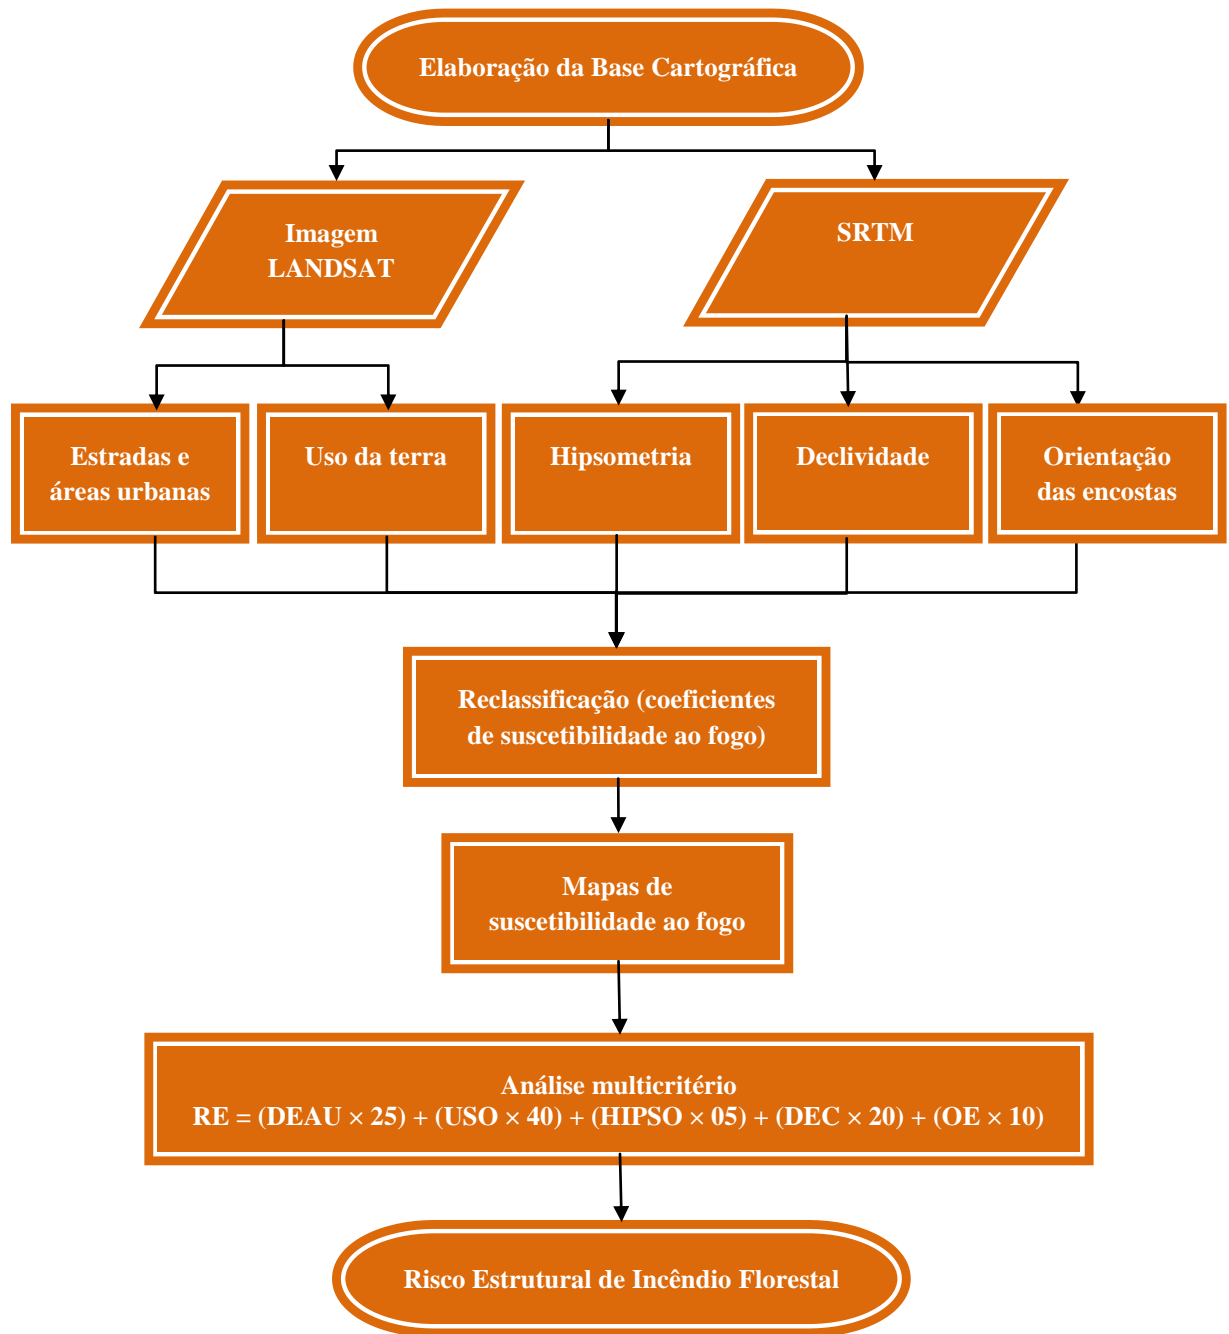 Elaboração da Base Cartográfica
Imagem
LANDSAT
SRTM
Estradas e
áreas urbanas
Uso da terra
Hipsometria
Declividade
Orientação
das encostas
Reclassificação (coeficientes
de suscetibilidade ao fogo)
Mapas de
suscetibilidade ao fogo
Análise multicritério
RE = (DEAU × 25) + (USO × 40) + (HIPSO × 05) + (DEC × 20) + (OE × 10)
Risco Estrutural de Incêndio Florestal